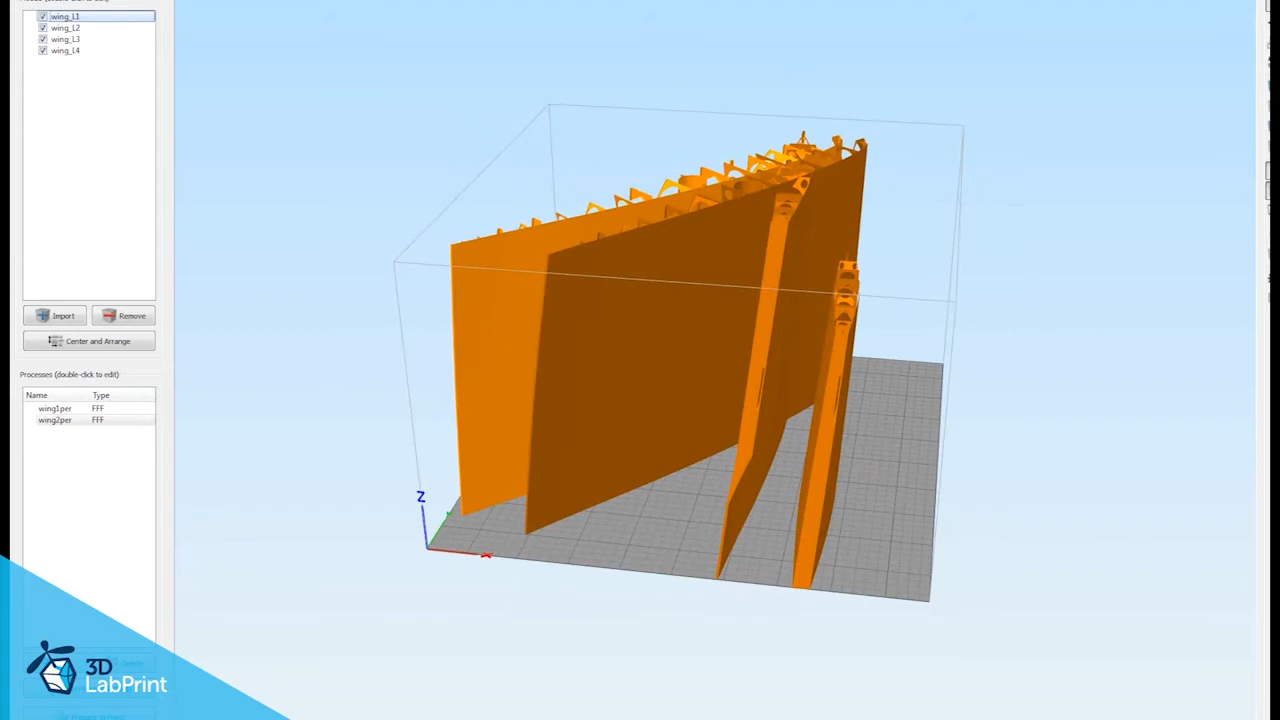 wing_L1
wing_L2
wing_L3
wing_L4
Import
Remove
Center and Arrange
Processes (double-click to edit)
Name Type
wing1per FFF
wing2per FFF
Z
X
3D
LabPrint